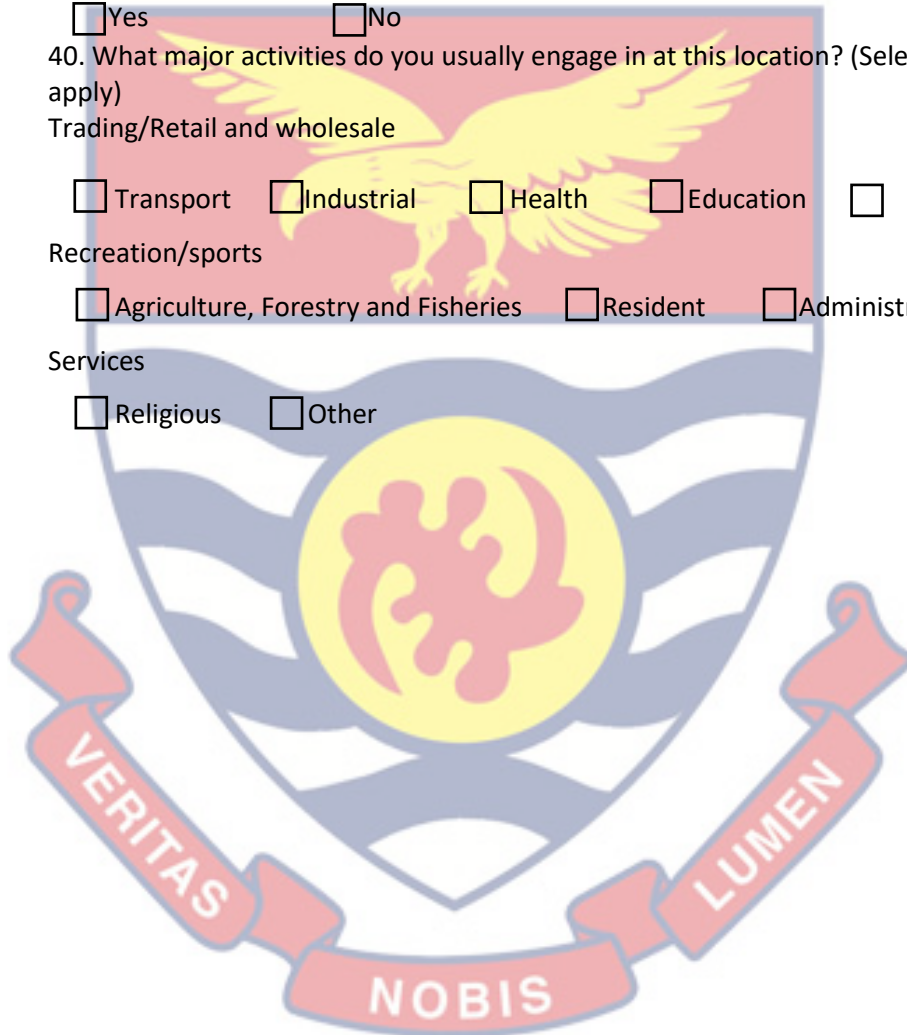 ☐ Yes ☐ No
40. What major activities do you usually engage in at this location? (Sele
apply)
Trading/Retail and wholesale
☐ Transport ☐ Industrial ☐ Health ☐ Education ☐
Recreation/sports
☐ Agriculture, Forestry and Fisheries ☐ Resident ☐ Administr
Services
☐ Religious ☐ Other
VERITAS
NOBIS
LUMEN